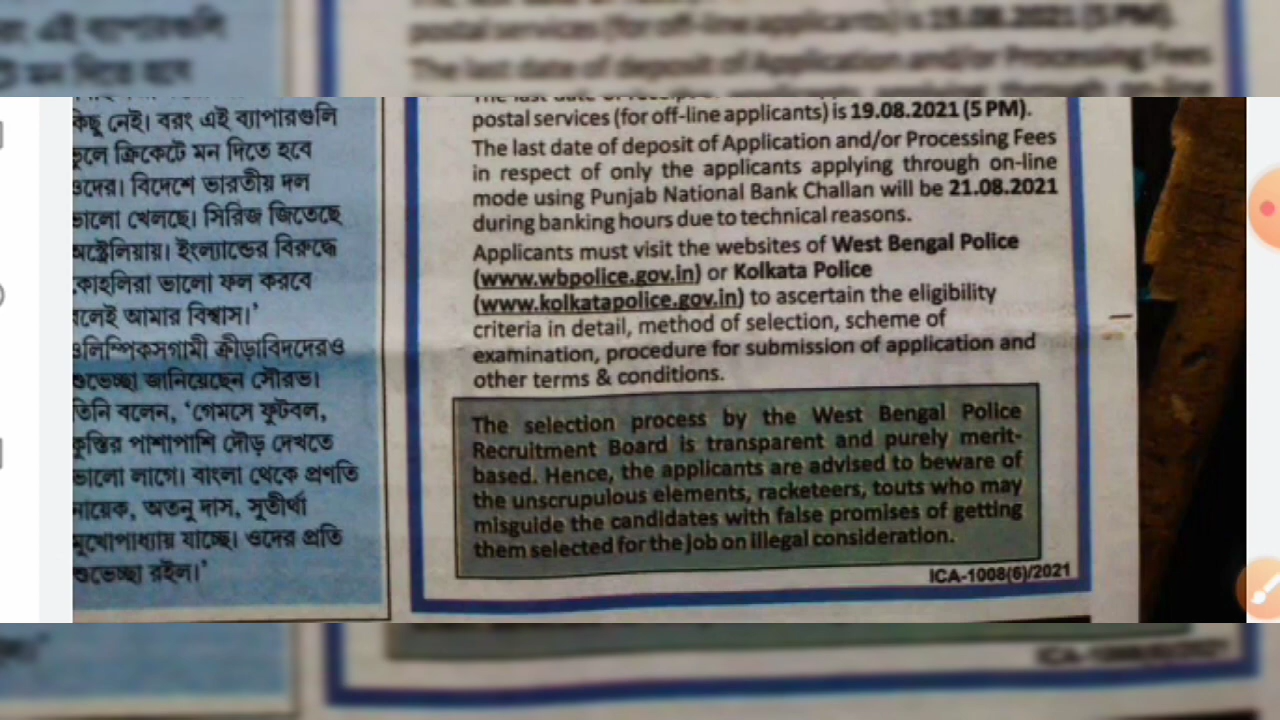 কিছু নেই। বরং এই ব্যাপারগুলি
ভুলে ক্রিকেটে মন দিতে হবে
ওদের। বিদেশে ভারতীয় দল
ভালো খেলছে। সিরিজ জিতেছে
অস্ট্রেলিয়ায়। ইংল্যান্ডের বিরুদ্ধে
কোহলিরা ভালো ফল করবে
বলেই আমার বিশ্বাস।'
ওলিম্পিকসগামী ক্রীড়াবিদদেরও
শুভেচ্ছা জানিয়েছেন সৌরভ।
তিনি বলেন, 'গেমসে ফুটবল,
কুস্তির পাশাপাশি দৌড় দেখতে
ভালো লাগে। বাংলা থেকে প্রণতি
নায়েক, অতনু দাস, সুতীর্থা
মুখোপাধ্যায় যাচ্ছে। ওদের প্রতি
শুভেচ্ছা রইল।'
postal services (for off-line applicants) is 19.08.2021 (5 PM).
The last date of deposit of Application and/or Processing Fees
in respect of only the applicants applying through on-line
mode using Punjab National Bank Challan will be 21.08.2021
during banking hours due to technical reasons.
Applicants must visit the websites of West Bengal Police
(www.wbpolice.gov.in) or Kolkata Police
(www.kolkatapolice.gov.in) to ascertain the eligibility
criteria in detail, method of selection, scheme of
examination, procedure for submission of application and
other terms & conditions.
The selection process by the West Bengal Police
Recruitment Board is transparent and purely merit-
based. Hence, the applicants are advised to beware of
the unscrupulous elements, racketeers, touts who may
misguide the candidates with false promises of getting
them selected for the job on illegal consideration.
ICA-1008(6)/2021